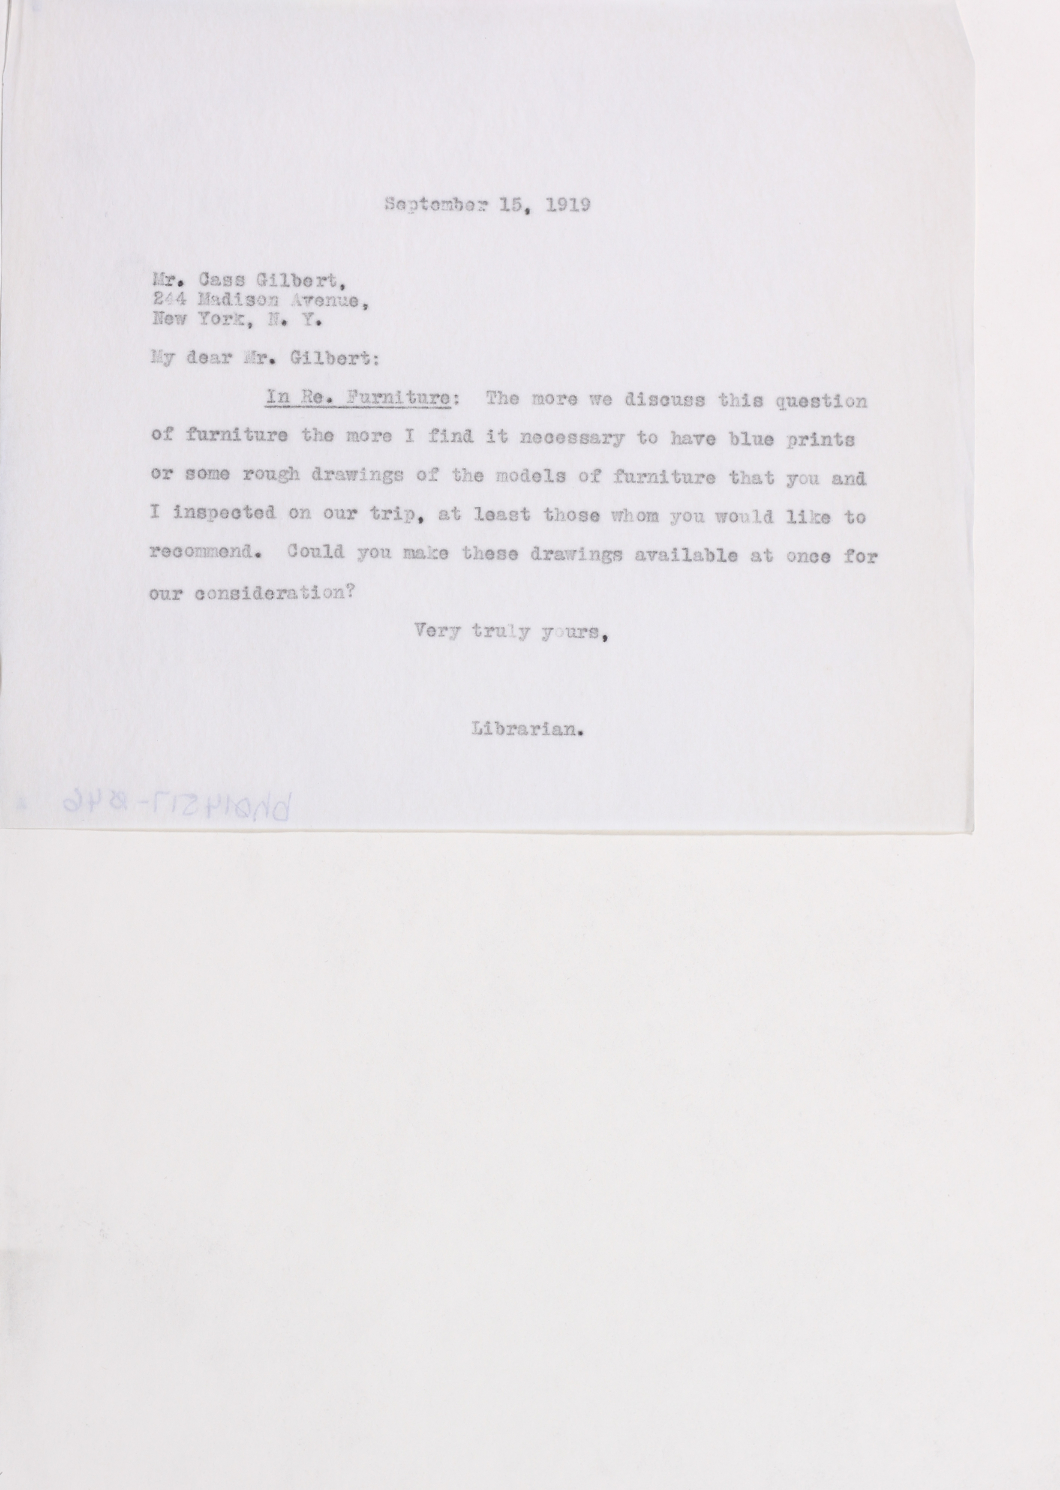 September 15, 1919
Mr. Cass Gilbert,
244 Madison Avenue,
New York, N. Y.
My dear Mr. Gilbert:
In Re. Furniture: The more we discuss this question
of furniture the more I find it necessary to have blue prints
or some rough drawings of the models of furniture that you and
I inspected on our trip, at least those whom you would like to
recommend. Could you make these drawings available at once for
our consideration?
Very truly yours,
Librarian.